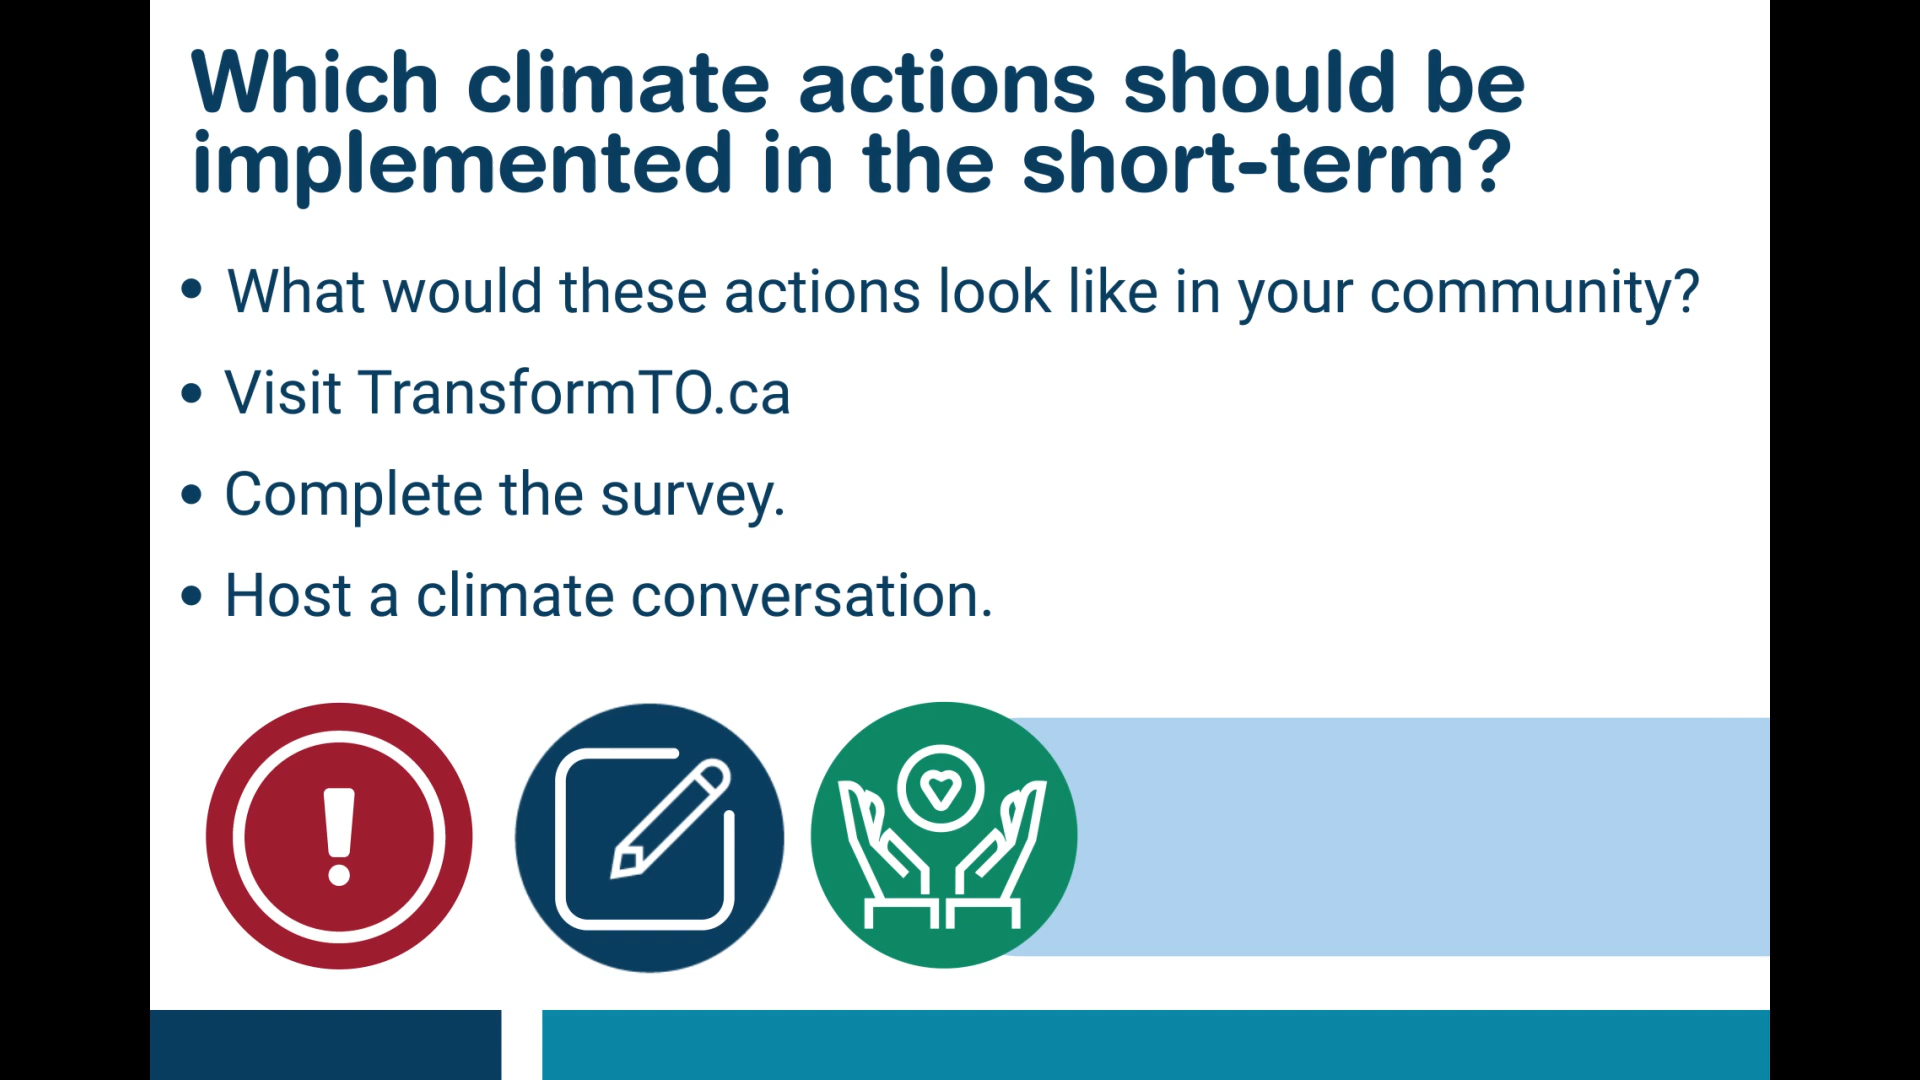 Which climate actions should be
implemented in the short-term?
• What would these actions look like in your community?
• Visit TransformTO.ca
• Complete the survey.
• Host a climate conversation.